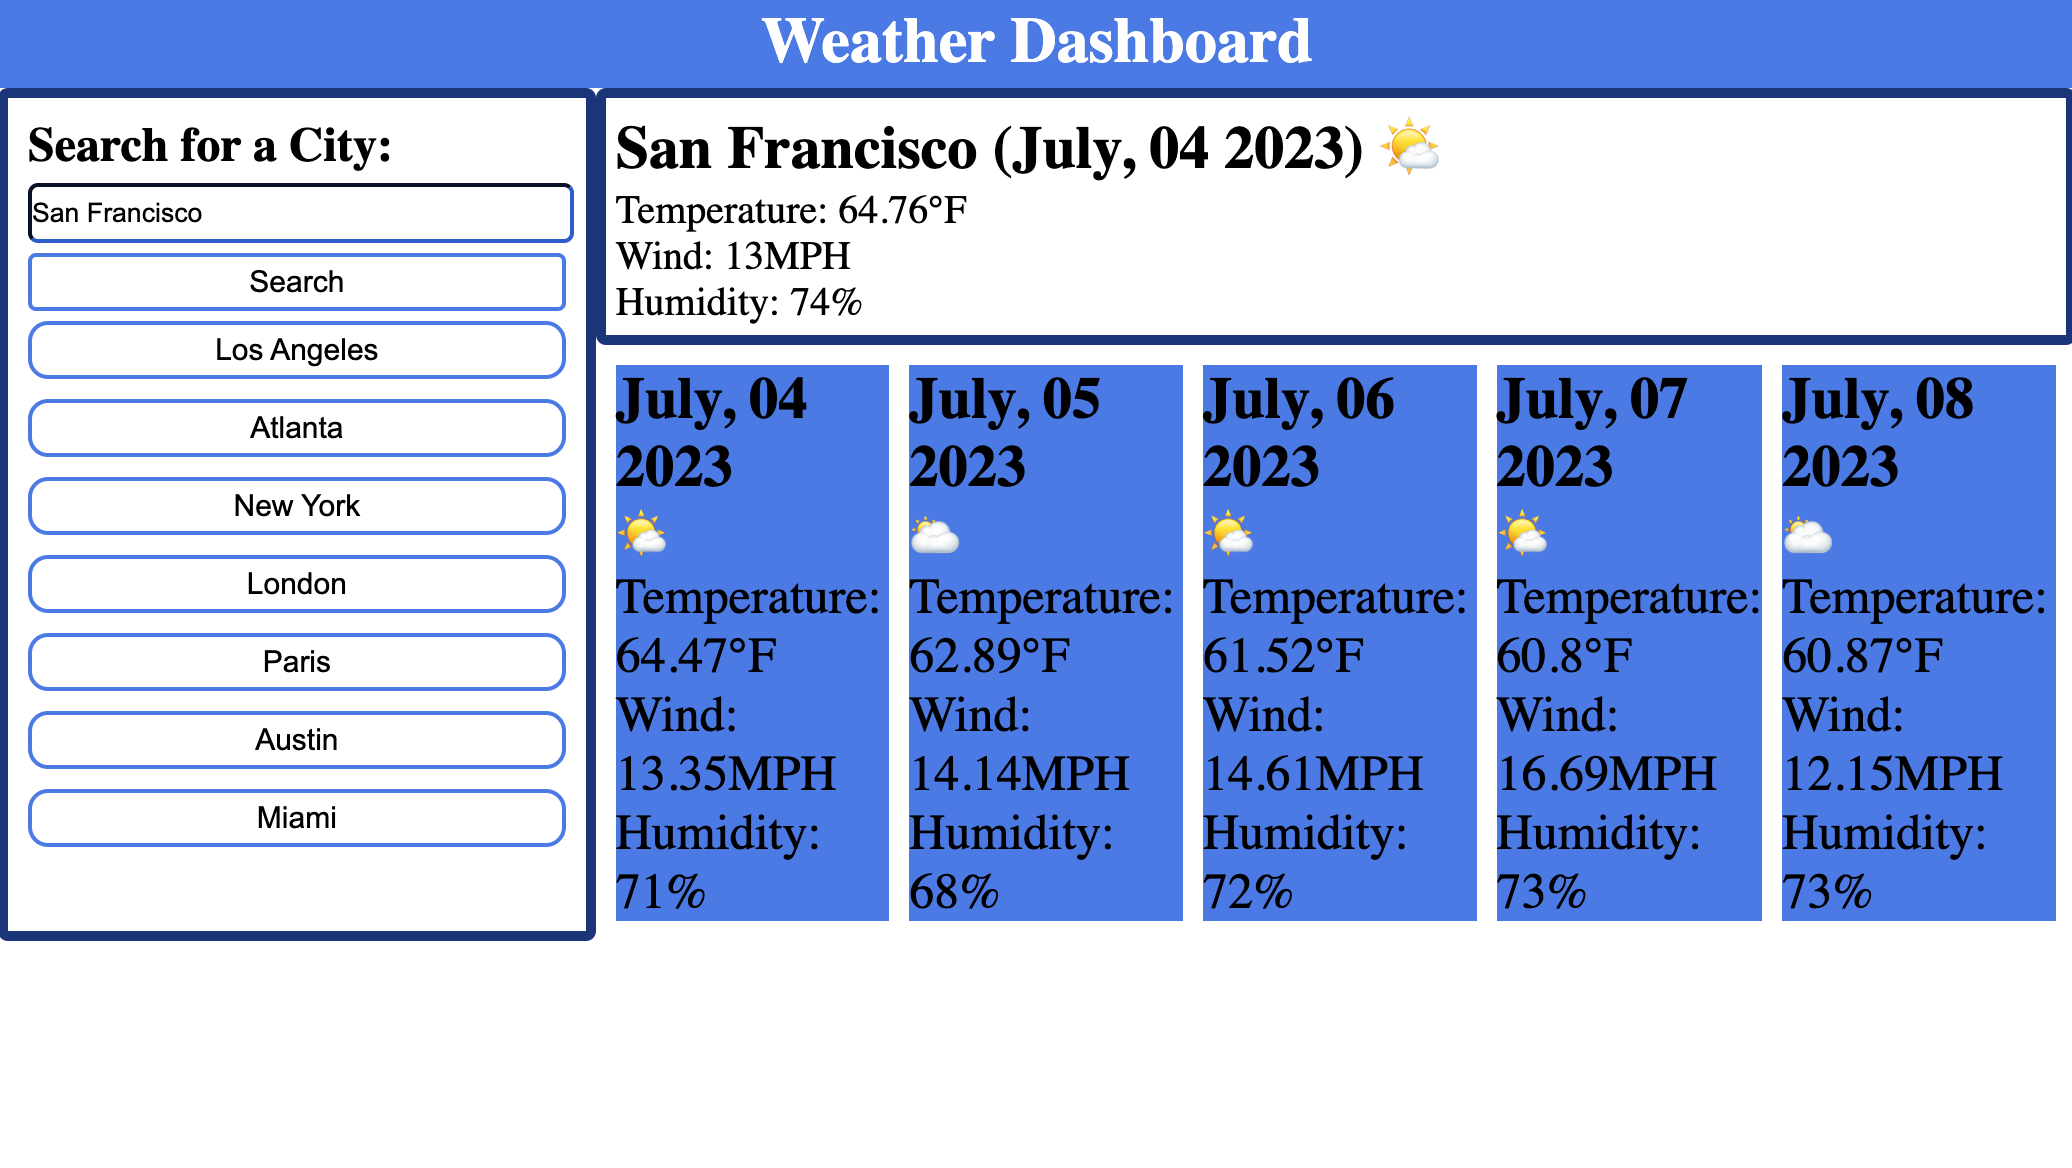 Weather Dashboard
Search for a City:
San Francisco
Search
Los Angeles
Atlanta
New York
London
Paris
Austin
Miami
San Francisco (July, 04 2023) 🌤️
Temperature: 64.76°F
Wind: 13MPH
Humidity: 74%
July, 04
2023
🌤️
Temperature:
64.47°F
Wind:
13.35MPH
Humidity:
71%
July, 05
2023
🌥️
Temperature:
62.89°F
Wind:
14.14MPH
Humidity:
68%
July, 06
2023
🌤️
Temperature:
61.52°F
Wind:
14.61MPH
Humidity:
72%
July, 07
2023
🌤️
Temperature:
60.8°F
Wind:
16.69MPH
Humidity:
73%
July, 08
2023
🌥️
Temperature:
60.87°F
Wind:
12.15MPH
Humidity:
73%